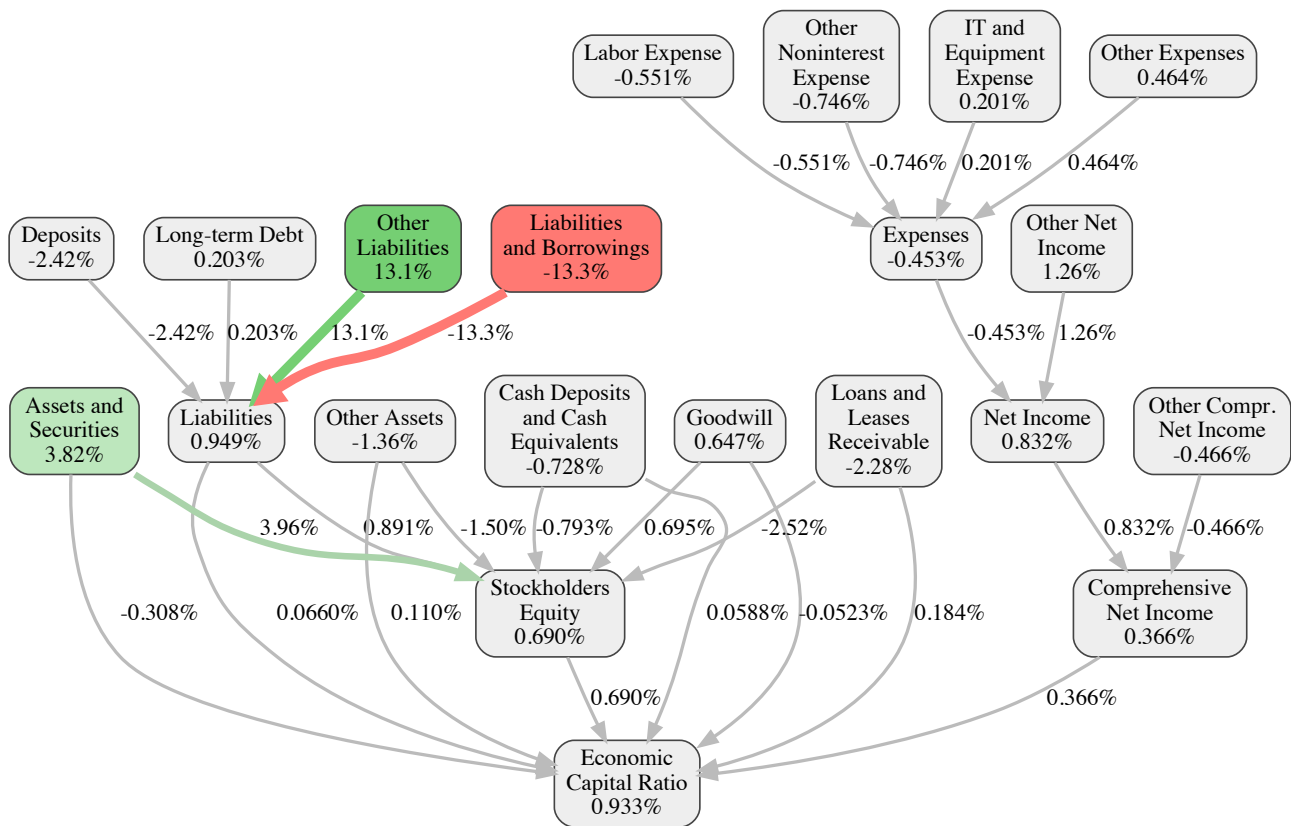 Labor Expense
-0.551%
Other
Noninterest
Expense
-0.746%
IT and
Equipment
Expense
0.201%
Other Expenses
0.464%
-0.551%
-0.746%
0.201%
0.464%
Deposits
-2.42%
Long-term Debt
0.203%
Other
Liabilities
13.1%
Liabilities
and Borrowings
-13.3%
Expenses
-0.453%
Other Net
Income
1.26%
-2.42%
0.203%
13.1%
-13.3%
-0.453%
1.26%
Assets and
Securities
3.82%
Liabilities
0.949%
Other Assets
-1.36%
Cash Deposits
and Cash
Equivalents
-0.728%
Goodwill
0.647%
Loans and
Leases
Receivable
-2.28%
Net Income
0.832%
Other Compr.
Net Income
-0.466%
3.96%
0.891%
-1.50%
-0.793%
0.695%
-2.52%
0.832%
-0.466%
Stockholders
Equity
0.690%
Comprehensive
Net Income
0.366%
-0.308%
0.0660%
0.110%
0.0588%
-0.0523%
0.184%
0.690%
0.366%
Economic
Capital Ratio
0.933%